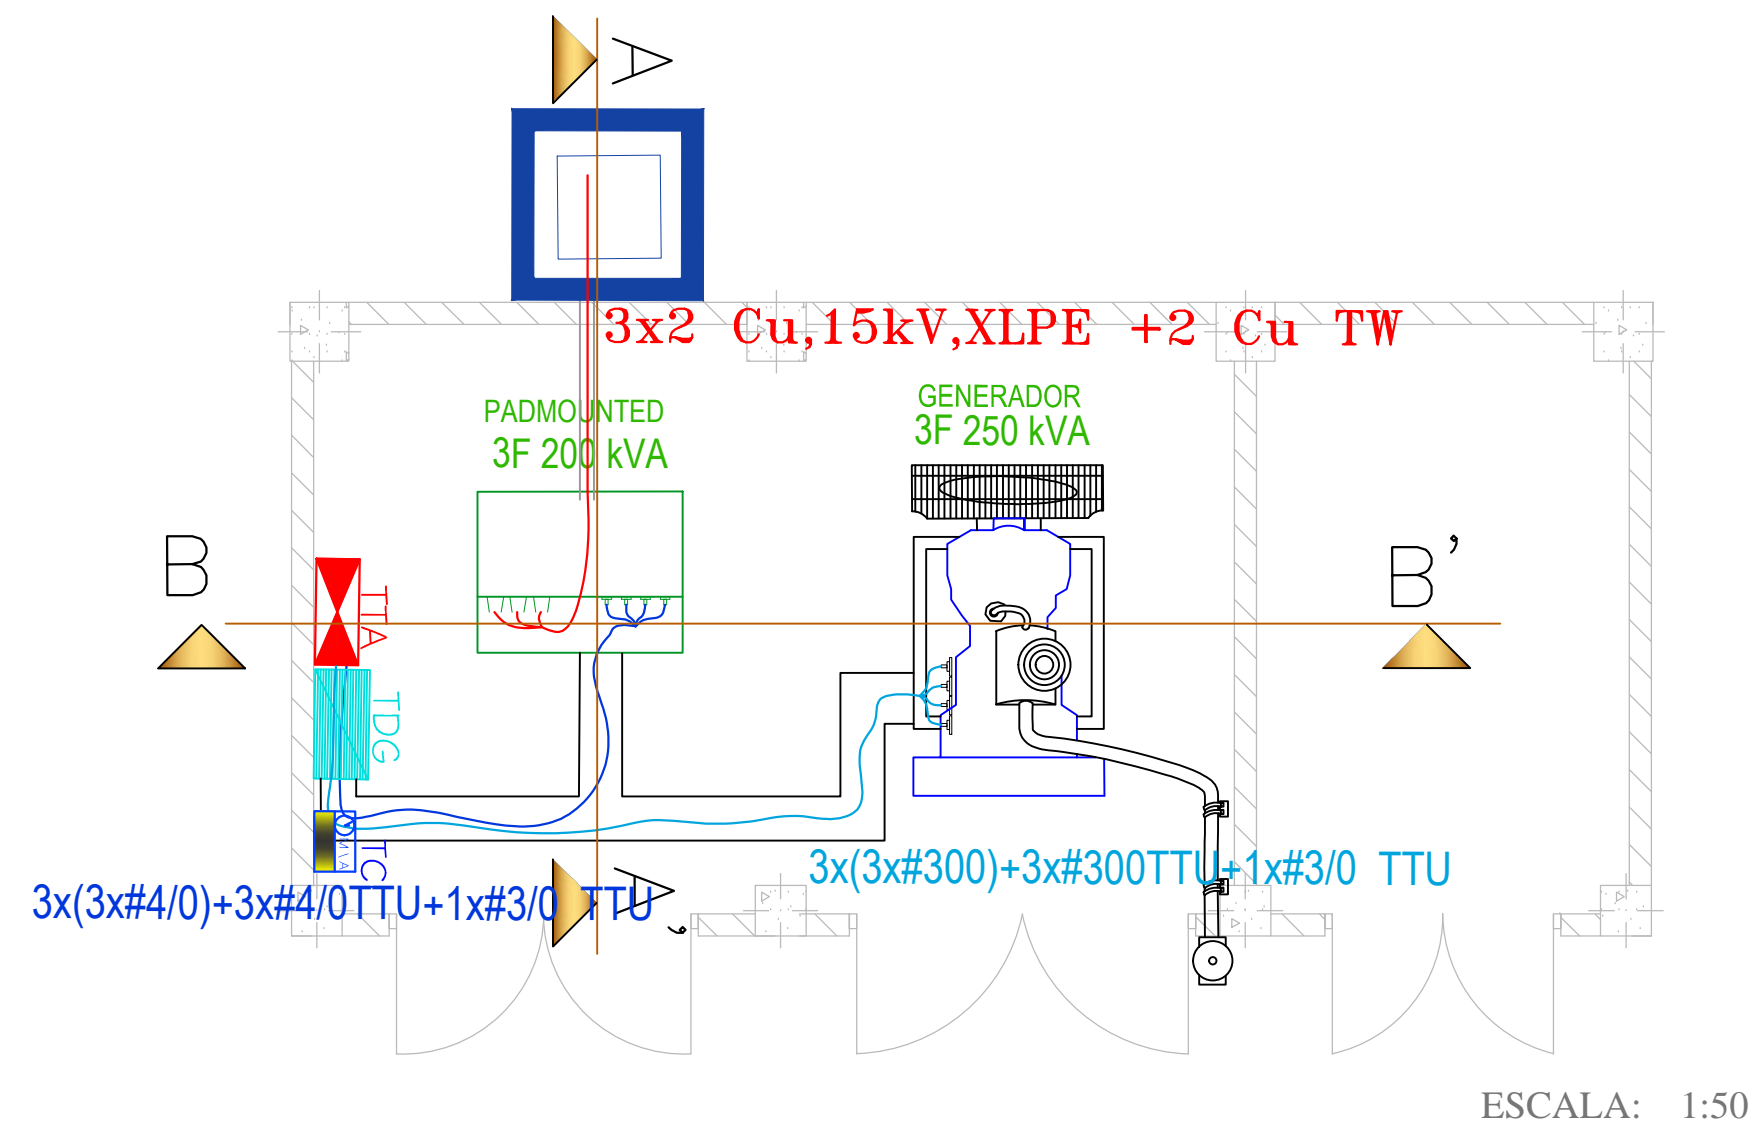 A
3x2 Cu,15kV,XLPE +2 Cu TW
PADMOUNTED
3F 200 kVA
GENERADOR
3F 250 kVA
B
B'
TTA
TDG
TC
3x(3x#300)+3x#300TTU+1x#3/0 TTU
3x(3x#4/0)+3x#4/0TTU+1x#3/0 TTU
A'
ESCALA: 1:50